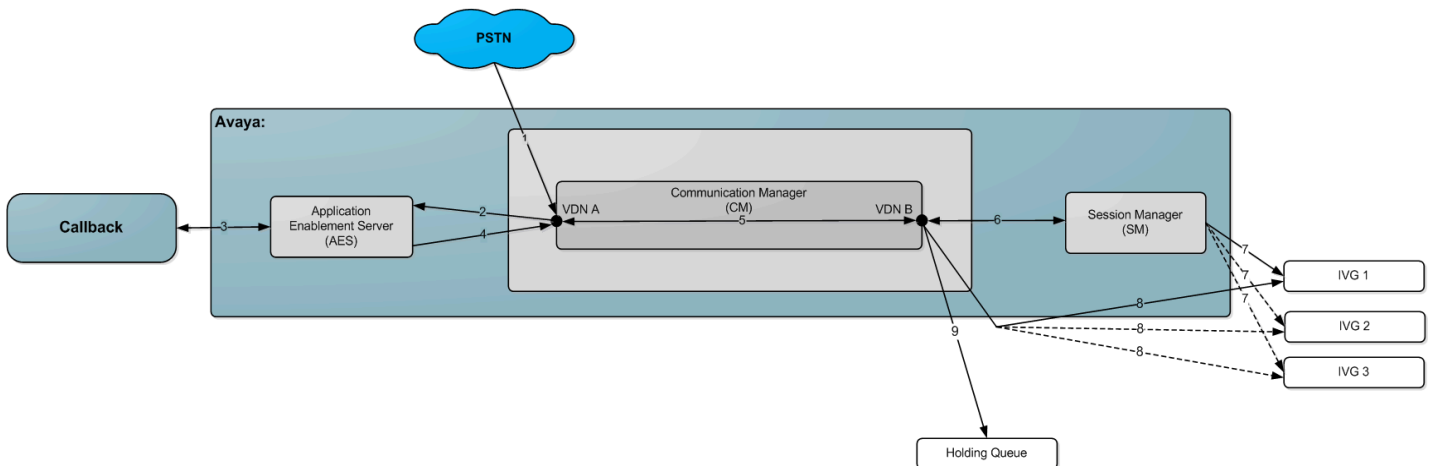 PSTN
Avaya:
1
Communication Manager
(CM)
Application
Enablement Server
(AES)
Callback
VDN A
VDN B
Session Manager
(SM)
2
3
4
5
6
7
7
7
IVG 1
8
8
8
IVG 2
9
IVG 3
Holding Queue